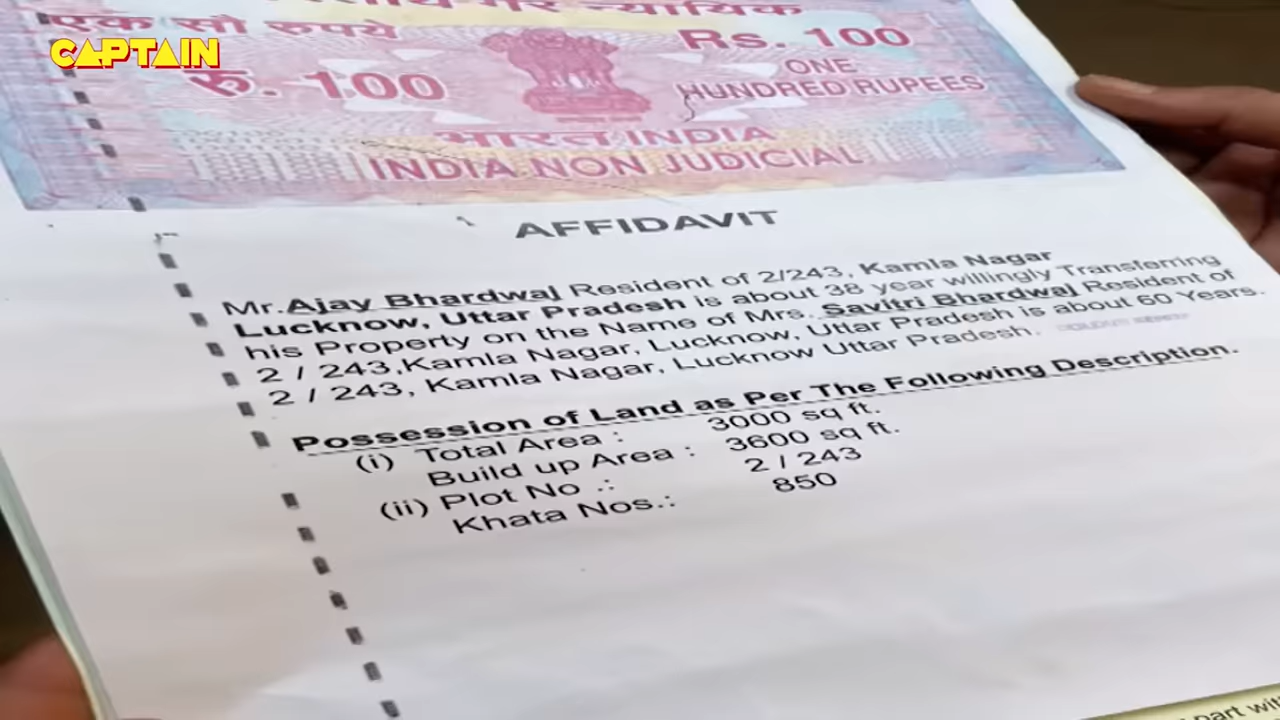 CAPTAIN
भारतीय गैर न्यायिक
एक सौ रुपये
Rs. 100
रु. 100
ONE
HUNDRED RUPEES
भारत INDIA
INDIA NON JUDICIAL
AFFIDAVIT
Mr. Ajay Bhardwaj Resident of 2/243, Kamla Nagar
Lucknow, Uttar Pradesh is about 38 year willingly Transferring
his Property on the Name of Mrs. Savitri Bhardwaj Resident of
2 / 243,Kamla Nagar, Lucknow, Uttar Pradesh is about 60 Years.
2 / 243, Kamla Nagar, Lucknow Uttar Pradesh.
Possession of Land as Per The Following Description.
(i) Total Area : 3000 sq ft.
Build up Area : 3600 sq ft.
(ii) Plot No .: 2 / 243
Khata Nos.: 850
part